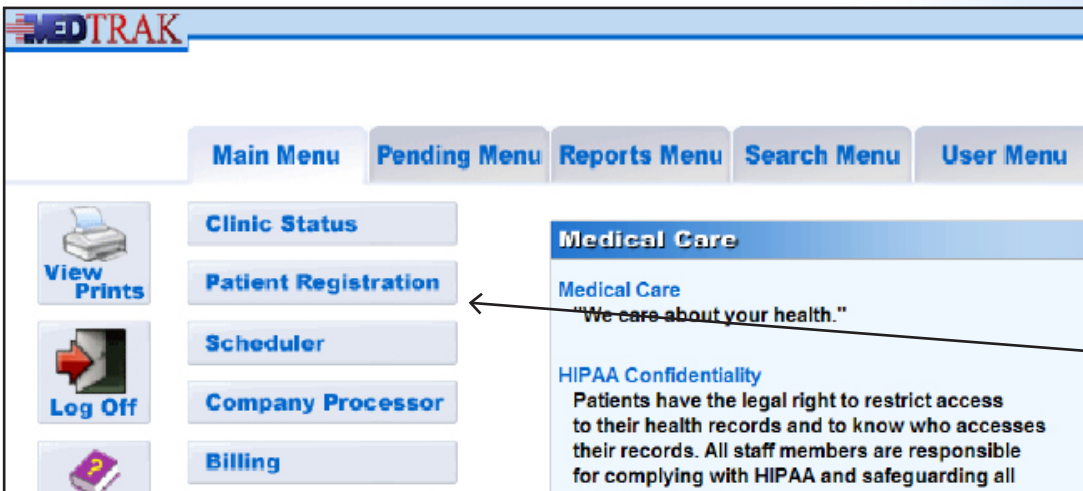 MEDTRAK
Main Menu
Pending Menu
Reports Menu
Search Menu
User Menu
View
Prints
Log Off
Clinic Status
Patient Registration
Scheduler
Company Processor
Billing
Medical Care
Medical Care
"We care about your health."
HIPAA Confidentiality
Patients have the legal right to restrict access
to their health records and to know who accesses
their records. All staff members are responsible
for complying with HIPAA and safeguarding all